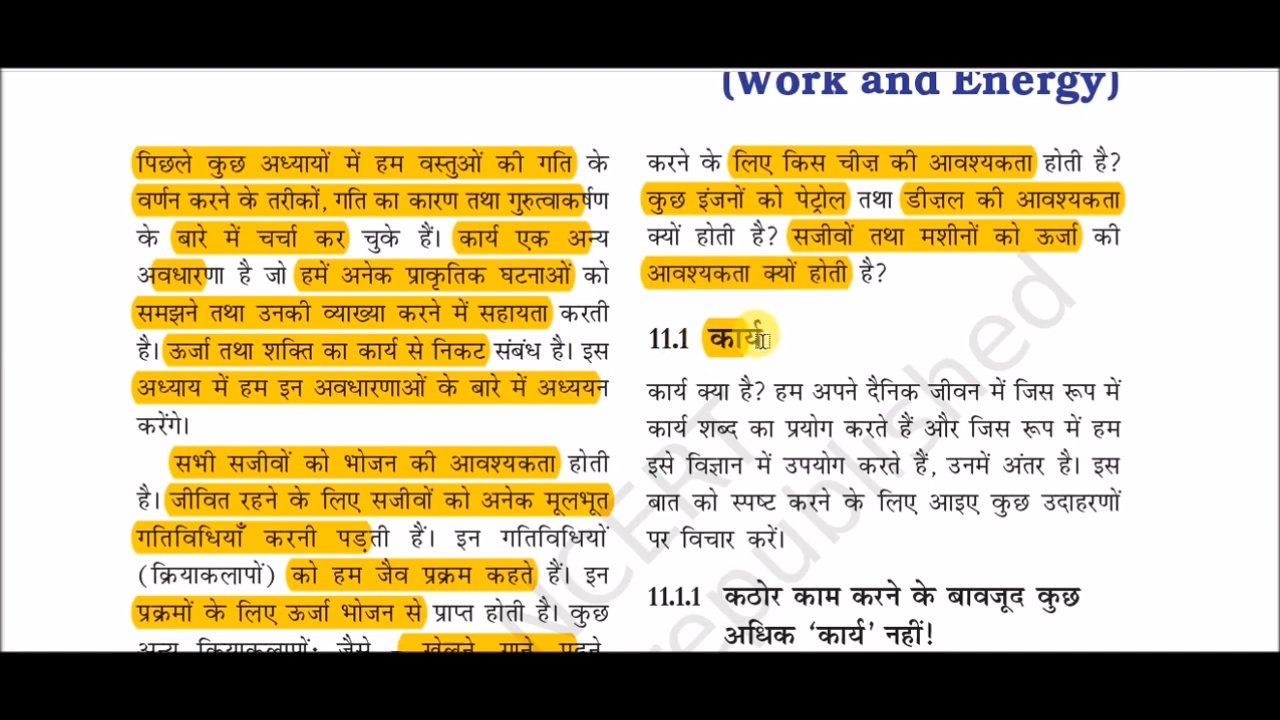 (Work and Energy)
पिछले कुछ अध्यायों में हम वस्तुओं की गति के
वर्णन करने के तरीकों, गति का कारण तथा गुरुत्वाकर्षण
के बारे में चर्चा कर चुके हैं। कार्य एक अन्य
अवधारणा है जो हमें अनेक प्राकृतिक घटनाओं को
समझने तथा उनकी व्याख्या करने में सहायता करती
है। ऊर्जा तथा शक्ति का कार्य से निकट संबंध है। इस
अध्याय में हम इन अवधारणाओं के बारे में अध्ययन
करेंगे।
सभी सजीवों को भोजन की आवश्यकता होती
है। जीवित रहने के लिए सजीवों को अनेक मूलभूत
गतिविधियाँ करनी पड़ती हैं। इन गतिविधियों
(क्रियाकलापों) को हम जैव प्रक्रम कहते हैं। इन
प्रक्रमों के लिए ऊर्जा भोजन से प्राप्त होती है। कुछ
अन्य क्रियाकलापों; जैसे – खेलने गाने पढ़ने
करने के लिए किस चीज़ की आवश्यकता होती है?
कुछ इंजनों को पेट्रोल तथा डीज़ल की आवश्यकता
क्यों होती है? सजीवों तथा मशीनों को ऊर्जा की
आवश्यकता क्यों होती है?
11.1 कार्य
कार्य क्या है? हम अपने दैनिक जीवन में जिस रूप में
कार्य शब्द का प्रयोग करते हैं और जिस रूप में हम
इसे विज्ञान में उपयोग करते हैं, उनमें अंतर है। इस
बात को स्पष्ट करने के लिए आइए कुछ उदाहरणों
पर विचार करें।
11.1.1 कठोर काम करने के बावजूद कुछ
अधिक ‘कार्य’ नहीं!
NCERT
republished